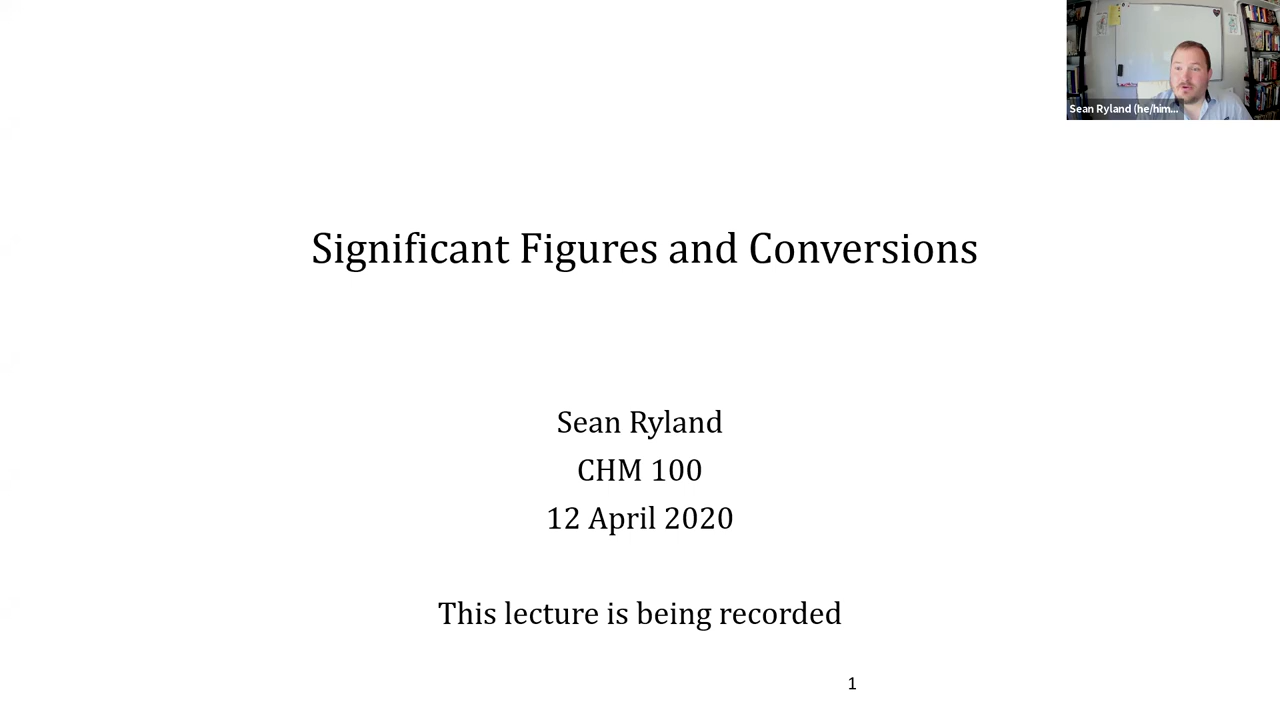 Sean Ryland (he/him...
Significant Figures and Conversions
Sean Ryland
CHM 100
12 April 2020
This lecture is being recorded
1